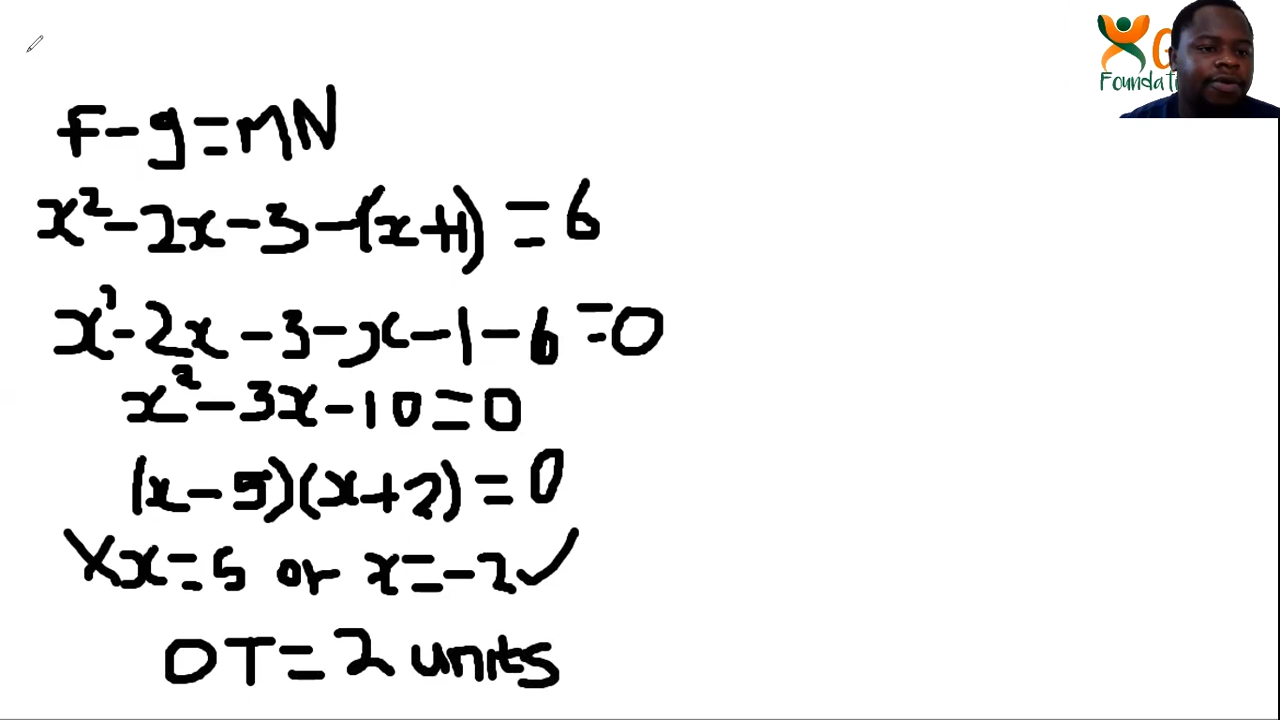 F-g=MN
x²-2x-3-(x+1)=6
x²-2x-3-x-1-6=0
x²-3x-10=0
(x-5)(x+2)=0
x=5 or x=-2✓
OT=2 units
G